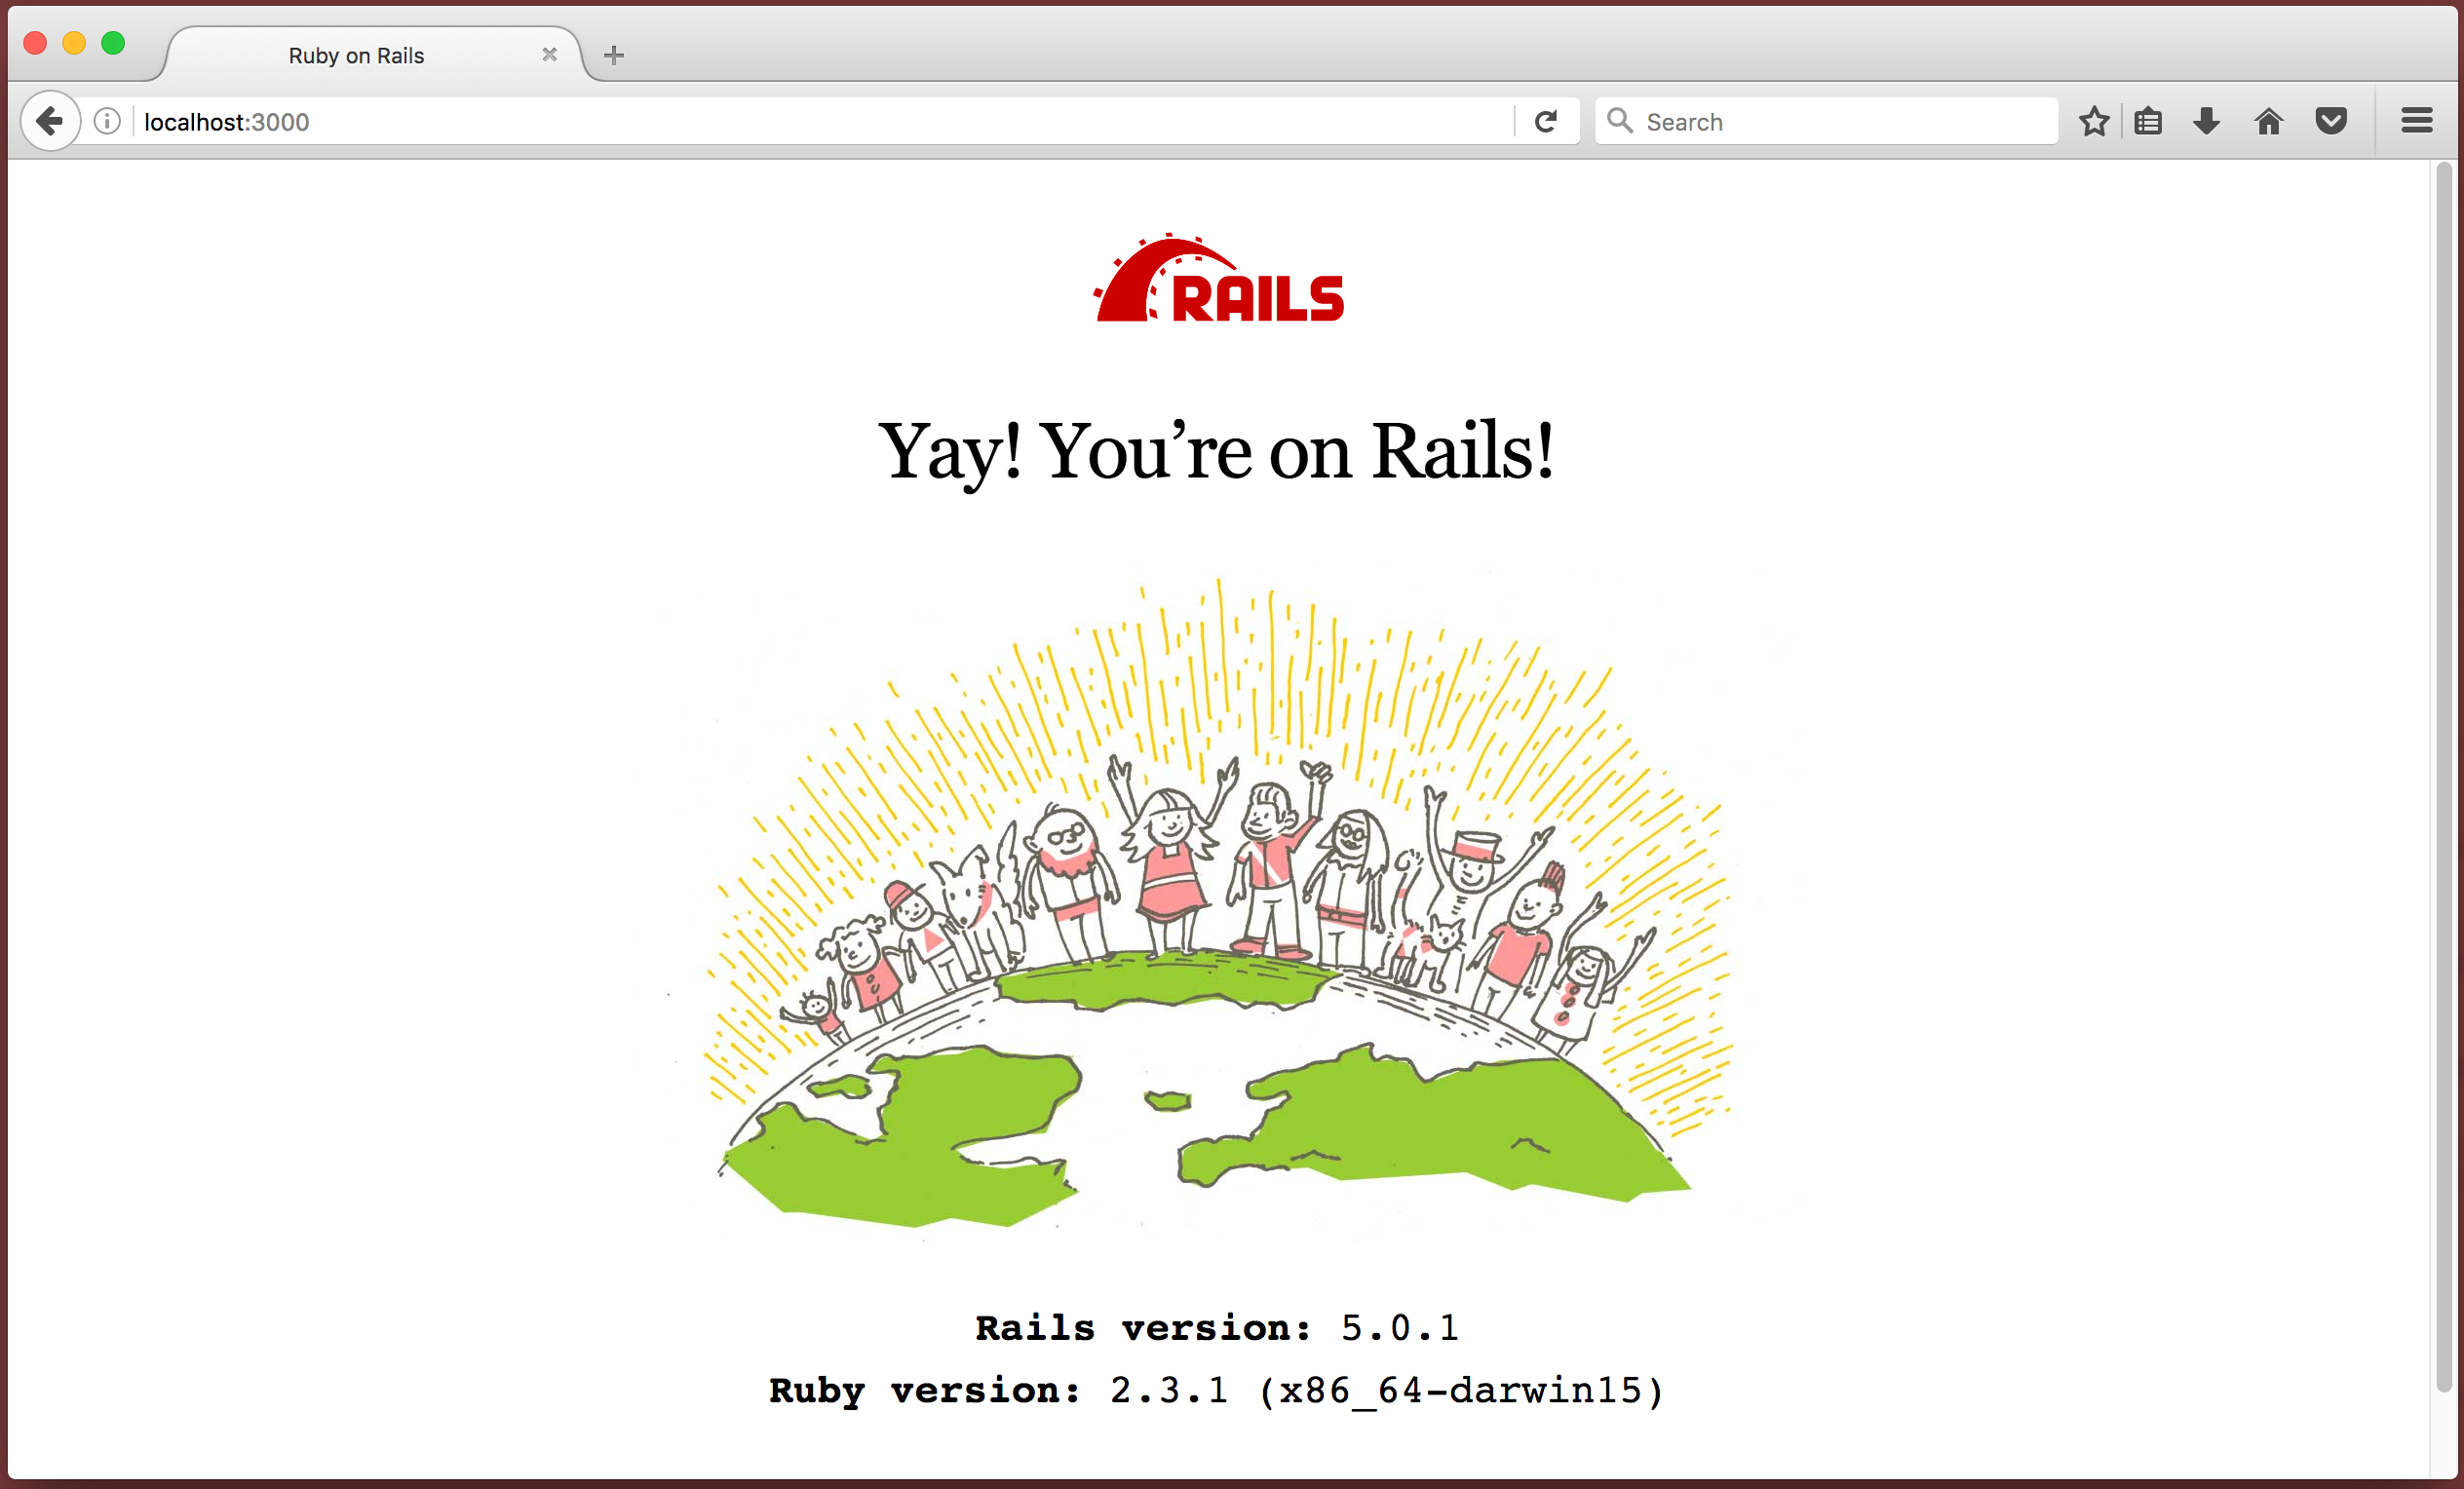 Ruby on Rails
localhost:3000
Search
RAILS
Yay! You’re on Rails!
Rails version: 5.0.1
Ruby version: 2.3.1 (x86_64-darwin15)